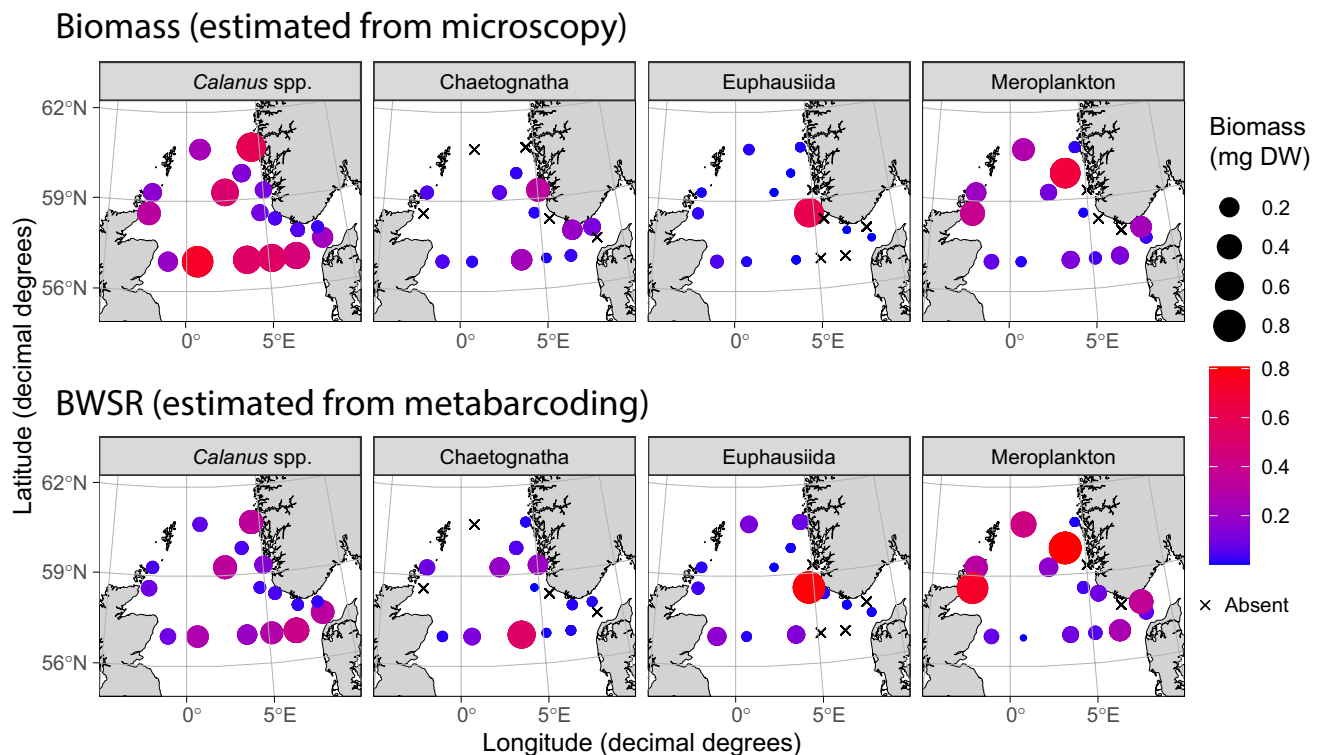 Biomass (estimated from microscopy)
Calanus spp.
Chaetognatha
Euphausiida
Meroplankton
62°N
59°N
56°N
0° 5°E
0° 5°E
0° 5°E
0° 5°E
Biomass
(mg DW)
0.2
0.4
0.6
0.8
0.8
0.6
0.4
0.2
× Absent
Latitude (decimal degrees)
BWSR (estimated from metabarcoding)
Calanus spp.
Chaetognatha
Euphausiida
Meroplankton
62°N
59°N
56°N
0° 5°E
0° 5°E
0° 5°E
0° 5°E
Longitude (decimal degrees)